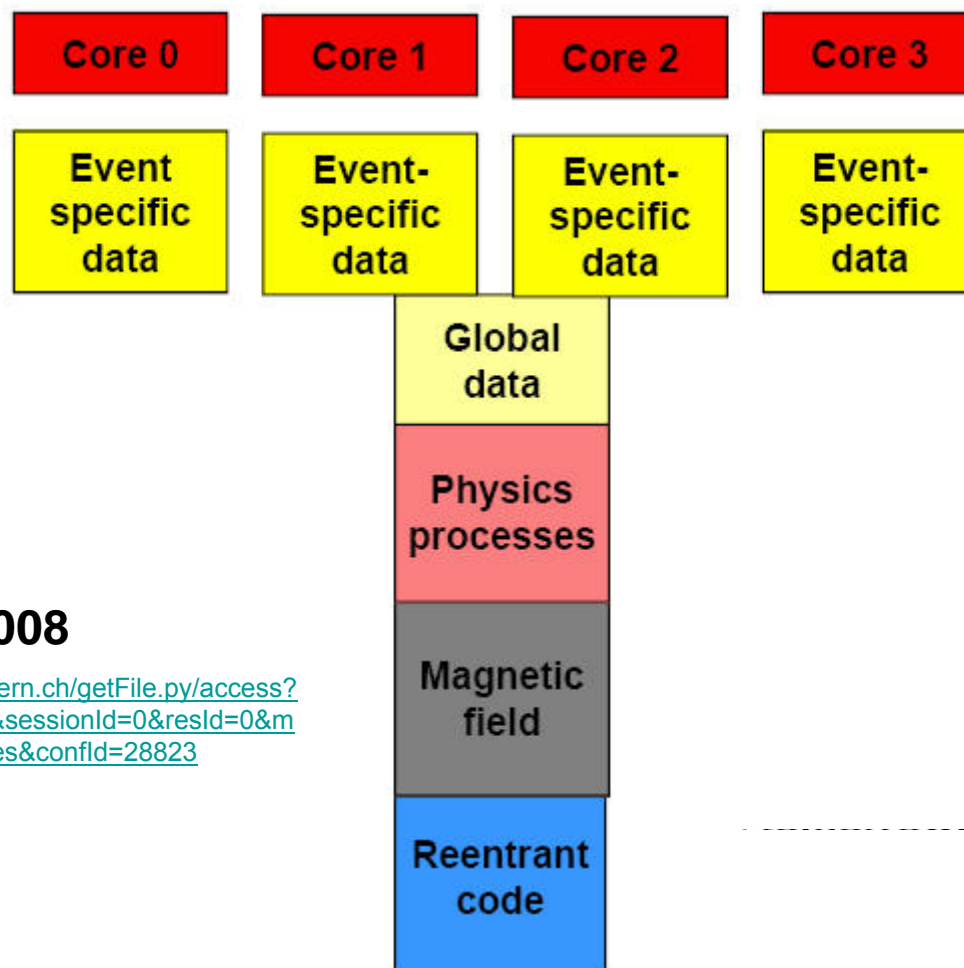 Core 0
Core 1
Core 2
Core 3
Event
specific
data
Event-
specific
data
Event-
specific
data
Event-
specific
data
Global
data
Physics
processes
Magnetic
field
Reentrant
code
008
ern.ch/getFile.py/access?
&sessionId=0&resId=0&m
es&confId=28823